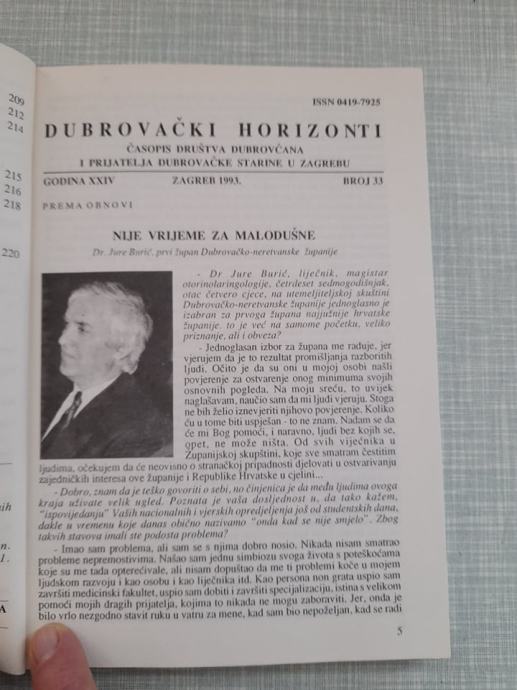 209
212
214
215
216
218
220
ISSN 0419-7925
DUBROVAČKI HORIZONTI
ČASOPIS DRUŠTVA DUBROVČANA
I PRIJATELJA DUBROVAČKE STARINE U ZAGREBU
GODINA XXIV ZAGREB 1993. BROJ 33
PREMA OBNOVI
NIJE VRIJEME ZA MALODUŠNE
Dr. Jure Burić, prvi župan Dubrovačko-neretvanske županije
- Dr Jure Burić, liječnik, magistar
otorinolaringologije, četrdeset sedmogodišnjak,
otac četvero cjece, na utemeljiteljskoj skuštini
Dubrovačko-neretvanske županije jednoglasno je
izabran za prvoga župana najjužnije hrvatske
županije. to je već na samome početku, veliko
priznanje, ali i obveza?
- Jednoglasan izbor za župana me raduje, jer
vjerujem da je to rezultat promišljanja razboritih
ljudi. Očito je da su oni u mojoj osobi našli
povjerenje za ostvarenje onog minimuma svojih
osnovnih pogleda. Na moju sreću, to uvijek
naglašavam, naučio sam da mi ljudi vjeruju. Stoga
ne bih želio iznevjeriti njihovo povjerenje. Koliko
ću u tome biti uspješan - to ne znam. Nadam se da
će mi Bog pomoći, i naravno, ljudi bez kojih se,
opet, ne može ništa. Od svih vijećnika u
Županijskoj skupštini, koje sve smatram čestitim
ljudima, očekujem da će neovisno o stranačkoj pripadnosti djelovati u ostvarivanju
zajedničkih interesa ove županije i Republike Hrvatske u cjelini...
- Dobro, znam da je teško govoriti o sebi, no činjenica je da među ljudima ovoga
kraja uživate velik ugled. Poznata je vaša dosljednost u, da tako kažem,
"ispovijedanju" Vaših nacionalnih i vjerskih opredjeljenja još od studentskih dana,
dakle u vremenu koje danas obično nazivamo "onda kad se nije smjelo". Zbog
takvih stavova imali ste podosta problema?
- Imao sam problema, ali sam se s njima dobro nosio. Nikada nisam smatrao
probleme nepremostivima. Našao sam jednu simbiozu svoga života s poteškoćama
koje su me tada opterećivale, ali nisam dopuštao da me ti problemi koče u mojem
ljudskom razvoju i kao osobu i kao liječnika itd. Kao persona non grata uspio sam
završiti medicinski fakultet, uspio sam dobiti i završiti specijalizaciju, istina s velikom
pomoći mojih dragih prijatelja, kojima to nikada ne mogu zaboraviti. Jer, onda je
bilo vrlo nezgodno stavit ruku u vatru za mene, kad sam bio nepoželjan, kad se radi
5